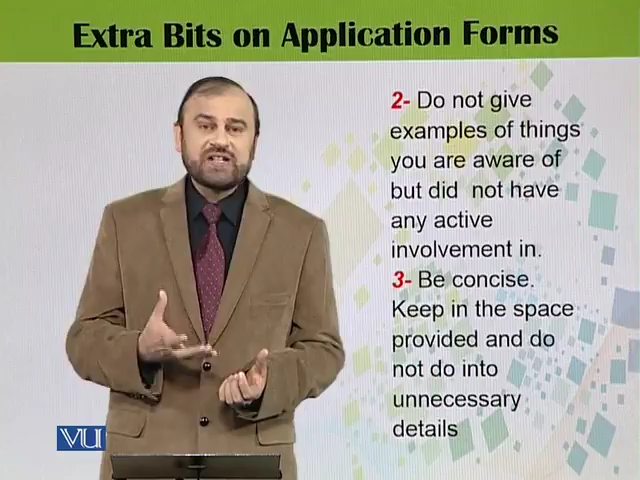 Extra Bits on Application Forms
2- Do not give
examples of things
you are aware of
but did not have
any active
involvement in.
3- Be concise.
Keep in the space
provided and do
not do into
unnecessary
details
VU